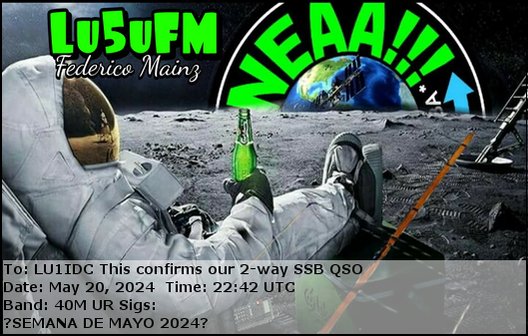 Lu5uFM
Federico Mainz
NEAA!!!
To: LU1IDC This confirms our 2-way SSB QSO
Date: May 20, 2024 Time: 22:42 UTC
Band: 40M UR Sigs:
?SEMANA DE MAYO 2024?